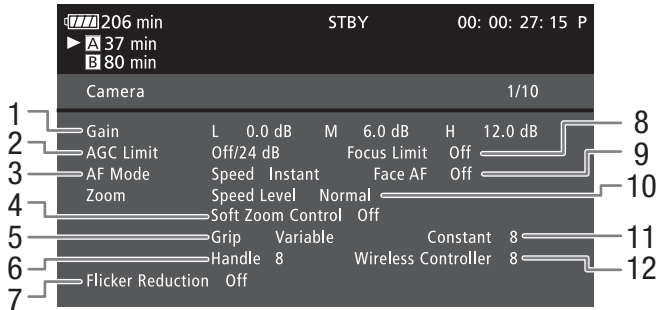 206 min STBY 00: 00: 27: 15 P
A 37 min
B 80 min
Camera 1/10
1 Gain L 0.0 dB M 6.0 dB H 12.0 dB
2 AGC Limit Off/24 dB Focus Limit Off 8
3 AF Mode Speed Instant Face AF Off 9
Zoom Speed Level Normal 10
4 Soft Zoom Control Off
5 Grip Variable Constant 8 11
6 Handle 8 Wireless Controller 8 12
7 Flicker Reduction Off